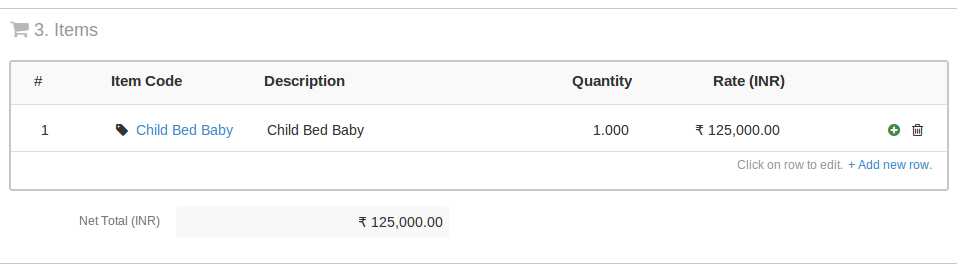 3. Items
# Item Code Description Quantity Rate (INR)
1 Child Bed Baby Child Bed Baby 1.000 ₹ 125,000.00
Click on row to edit. + Add new row.
Net Total (INR) ₹ 125,000.00